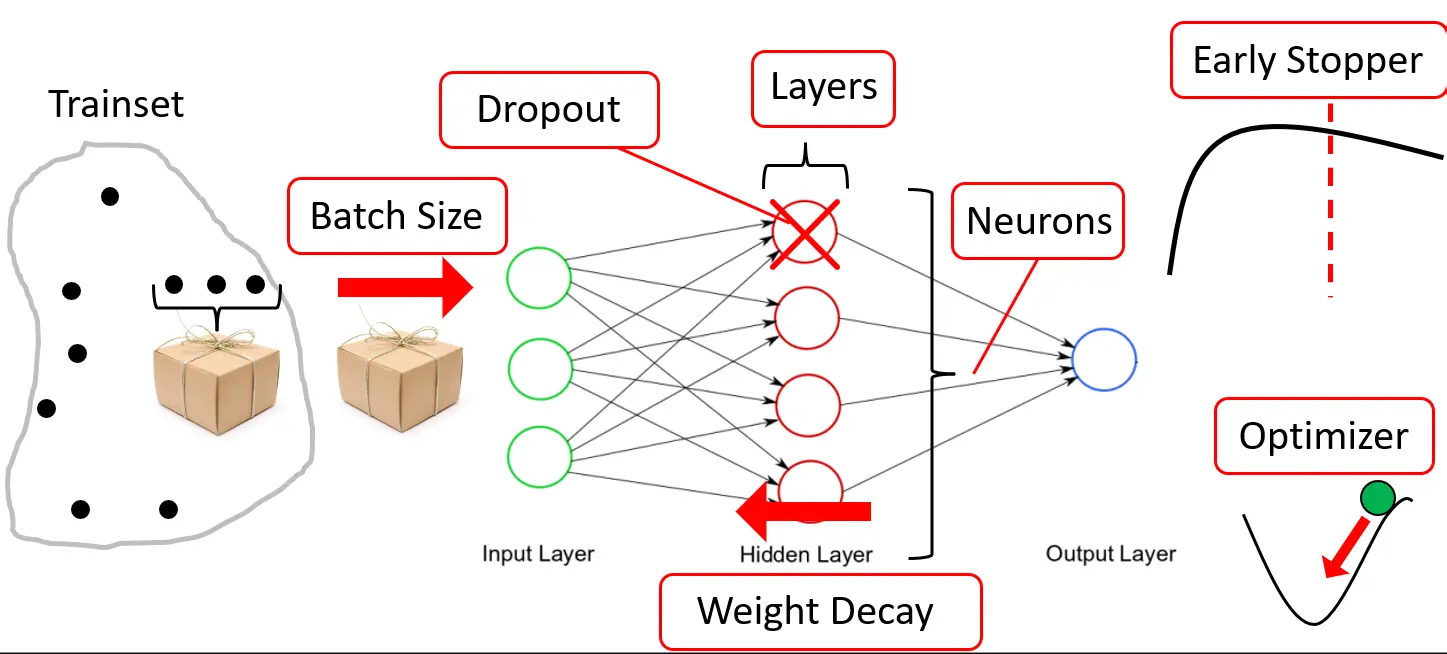 Trainset
Batch Size
Dropout
Layers
Neurons
Early Stopper
Optimizer
Input Layer
Hidden Layer
Output Layer
Weight Decay